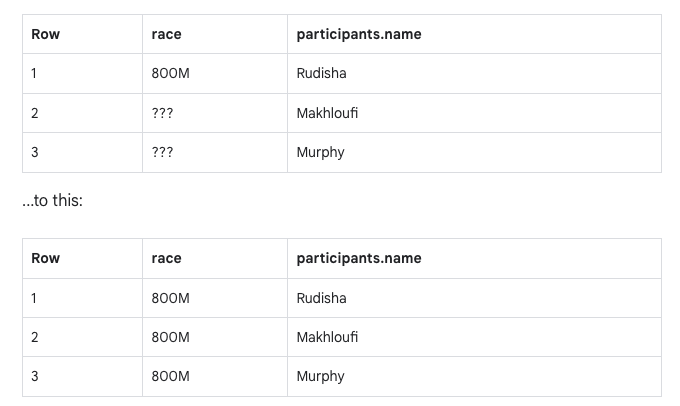 Row race participants.name
1 800M Rudisha
2 ??? Makhloufi
3 ??? Murphy
...to this:
Row race participants.name
1 800M Rudisha
2 800M Makhloufi
3 800M Murphy